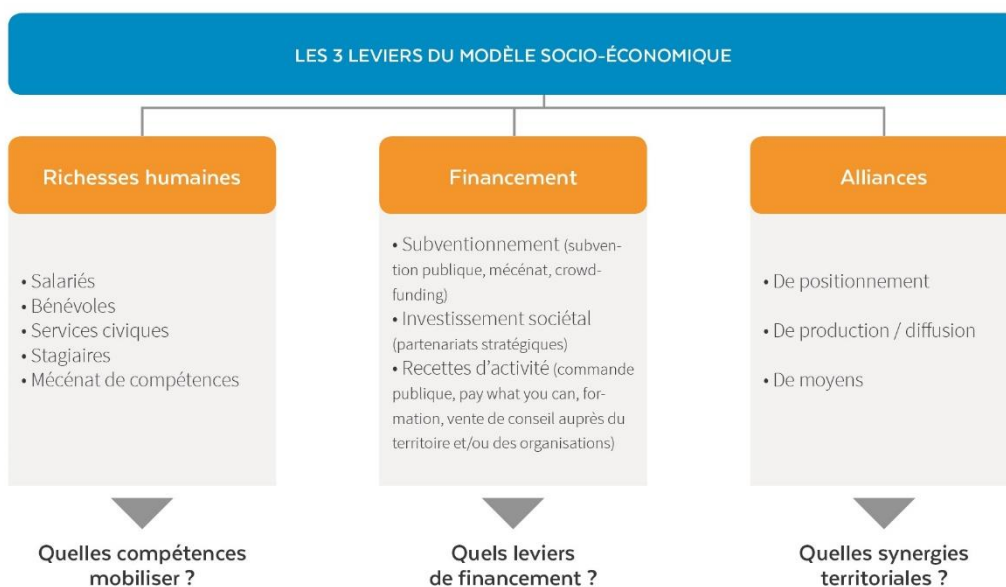 LES 3 LEVIERS DU MODÈLE SOCIO-ÉCONOMIQUE
Richesses humaines
• Salariés
• Bénévoles
• Services civiques
• Stagiaires
• Mécénat de compétences
Quelles compétences
mobiliser ?
Financement
• Subventionnement (subven-
tion publique, mécénat, crowd-
funding)
• Investissement sociétal
(partenariats stratégiques)
• Recettes d'activité (commande
publique, pay what you can, for-
mation, vente de conseil auprès du
territoire et/ou des organisations)
Quels leviers
de financement ?
Alliances
• De positionnement
• De production / diffusion
• De moyens
Quelles synergies
territoriales ?